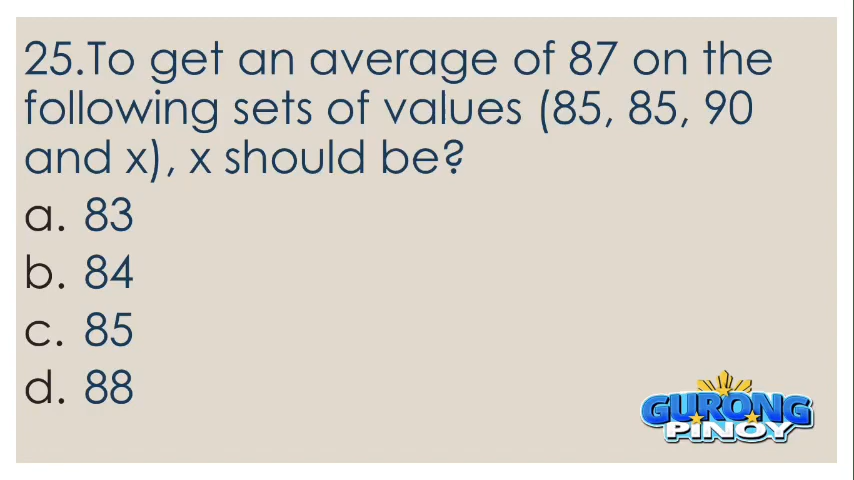 25.To get an average of 87 on the
following sets of values (85, 85, 90
and x), x should be?
a. 83
b. 84
c. 85
d. 88
GURONG
PINOY